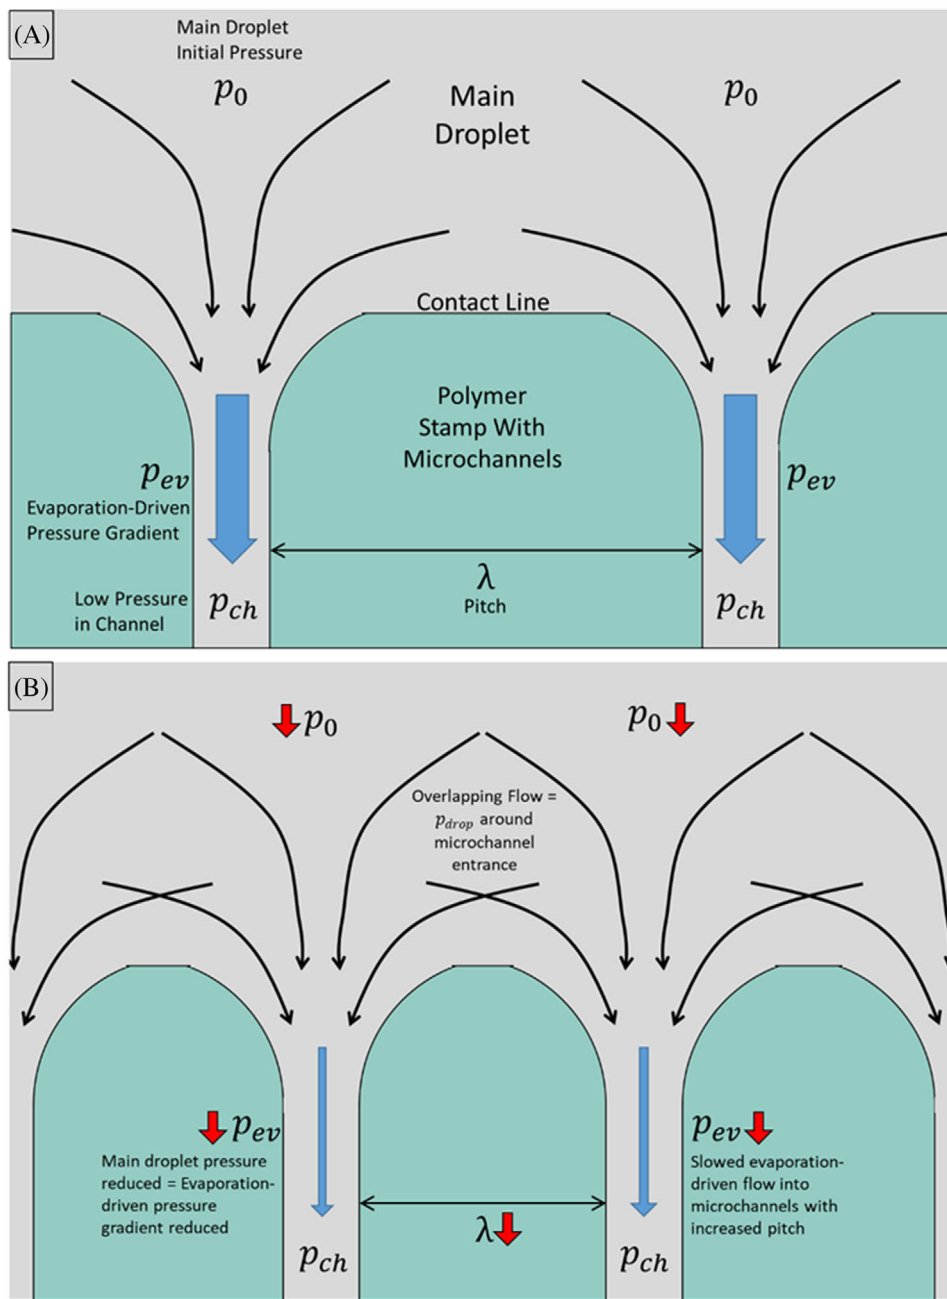 (A)
Main Droplet
Initial Pressure
p0
p0
Main
Droplet
Contact Line
Polymer
Stamp With
Microchannels
pev
pev
Evaporation-Driven
Pressure Gradient
λ
Pitch
Low Pressure
in Channel
pch
pch
(B)
p0
p0
Overlapping Flow =
pdrop around
microchannel
entrance
pev
pev
Main droplet pressure
reduced = Evaporation-
driven pressure
gradient reduced
Slowed evaporation-
driven flow into
microchannels with
increased pitch
λ
pch
pch